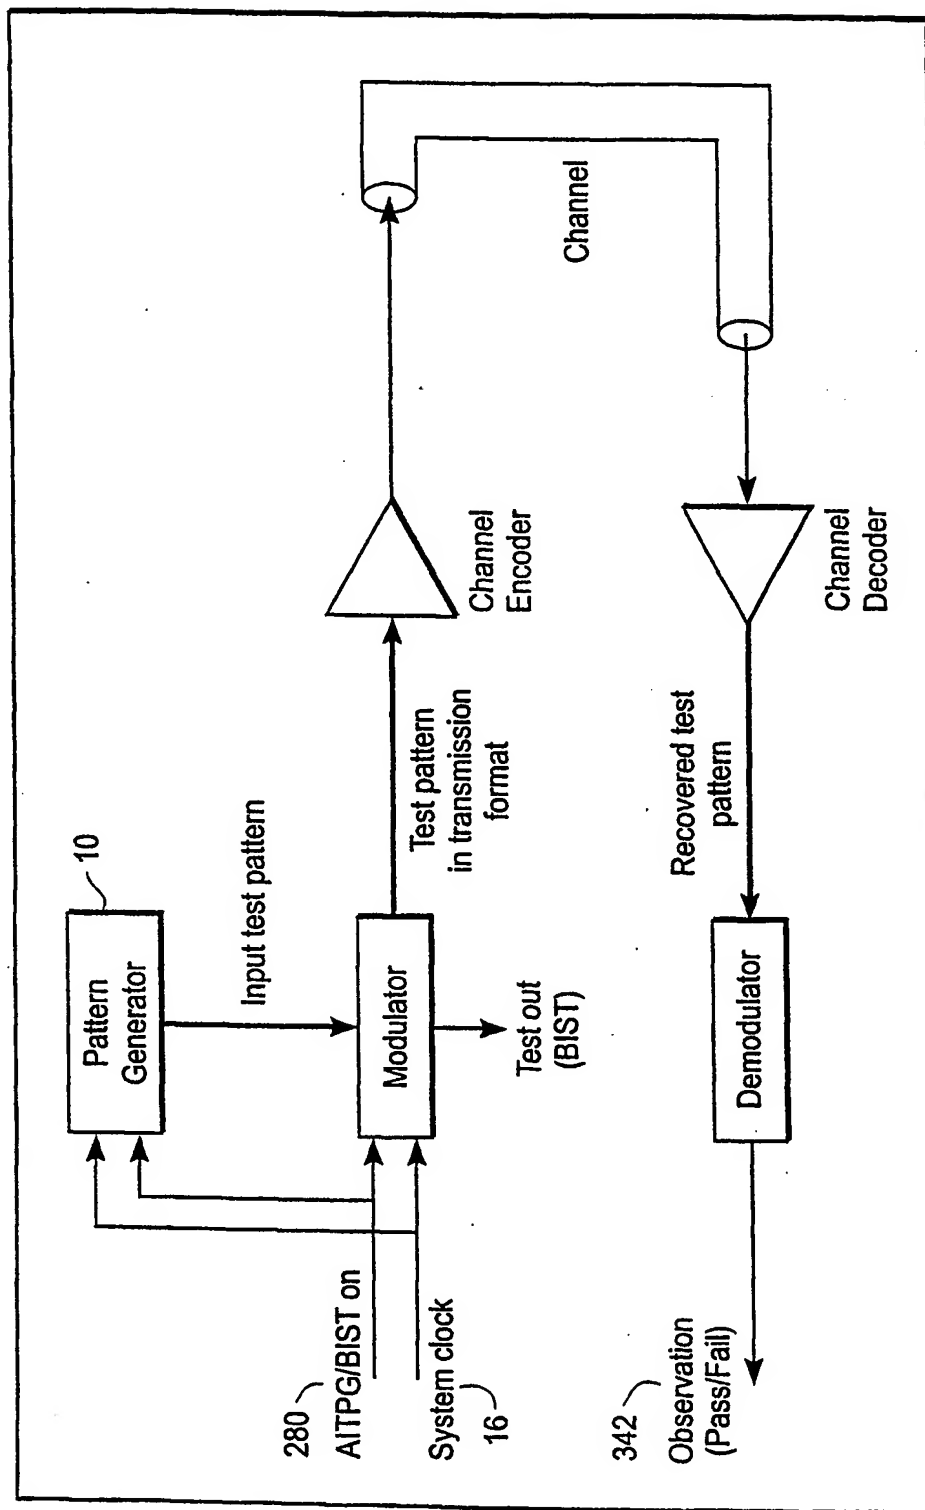 280
AITPG/BIST on
System clock
16
Pattern
Generator
10
Input test pattern
Modulator
Test out
(BIST)
Test pattern
in transmission
format
Channel
Encoder
Channel
Channel
Decoder
Recovered test
pattern
Demodulator
342
Observation
(Pass/Fail)